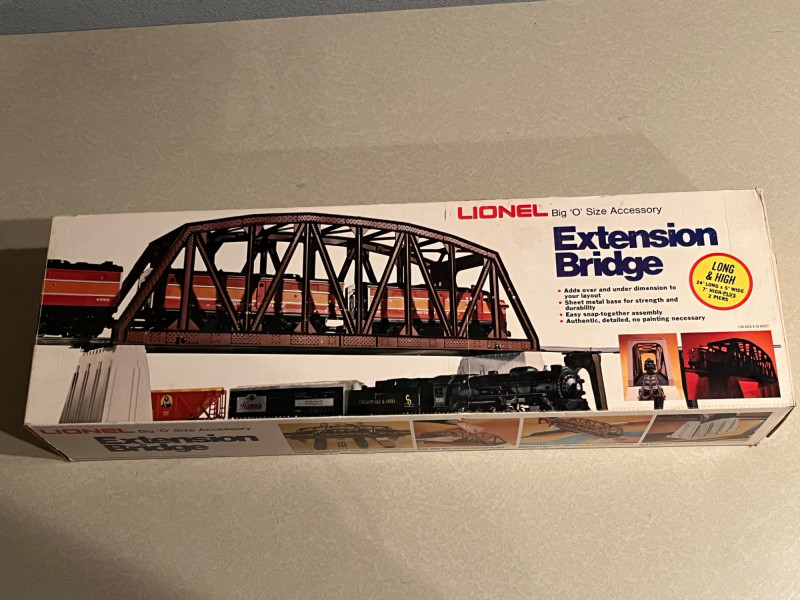 LIONEL Big 'O' Size Accessory
Extension
Bridge
• Adds over and under dimension to
your layout
• Sheet metal base for strength and
durability
• Easy snap-together assembly
• Authentic, detailed, no painting necessary
LONG
& HIGH
24" LONG x 5" WIDE
7" HIGH-PLUS
2 PIERS
LIONEL Big 'O' Size Accessory
Extension
Bridge